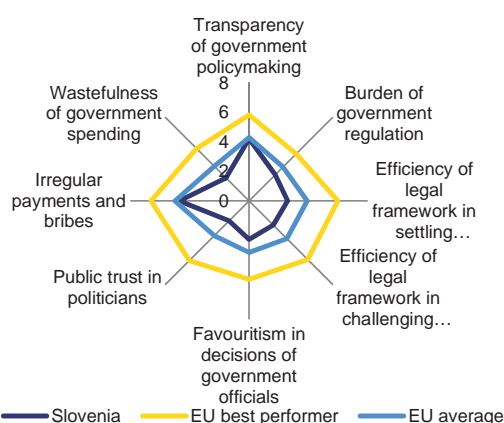 Transparency
of government
policymaking
8
6
4
2
0
Burden of
government
regulation
Efficiency of
legal
framework in
settling…
Efficiency of
legal
framework in
challenging…
Favouritism in
decisions of
government
officials
Public trust in
politicians
Irregular
payments and
bribes
Wastefulness
of government
spending
Slovenia
EU best performer
EU average